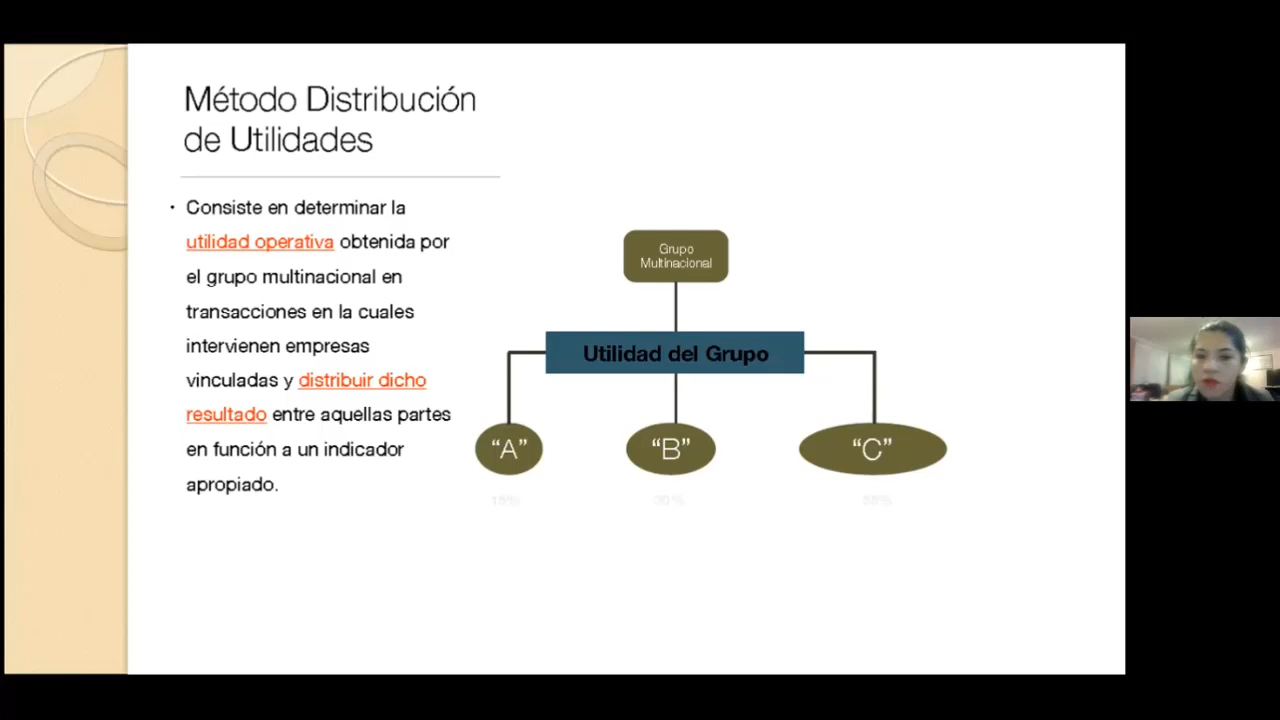 Método Distribución
de Utilidades
• Consiste en determinar la
utilidad operativa obtenida por
el grupo multinacional en
transacciones en la cuales
intervienen empresas
vinculadas y distribuir dicho
resultado entre aquellas partes
en función a un indicador
apropiado.
Grupo
Multinacional
Utilidad del Grupo
“A”
“B”
“C”